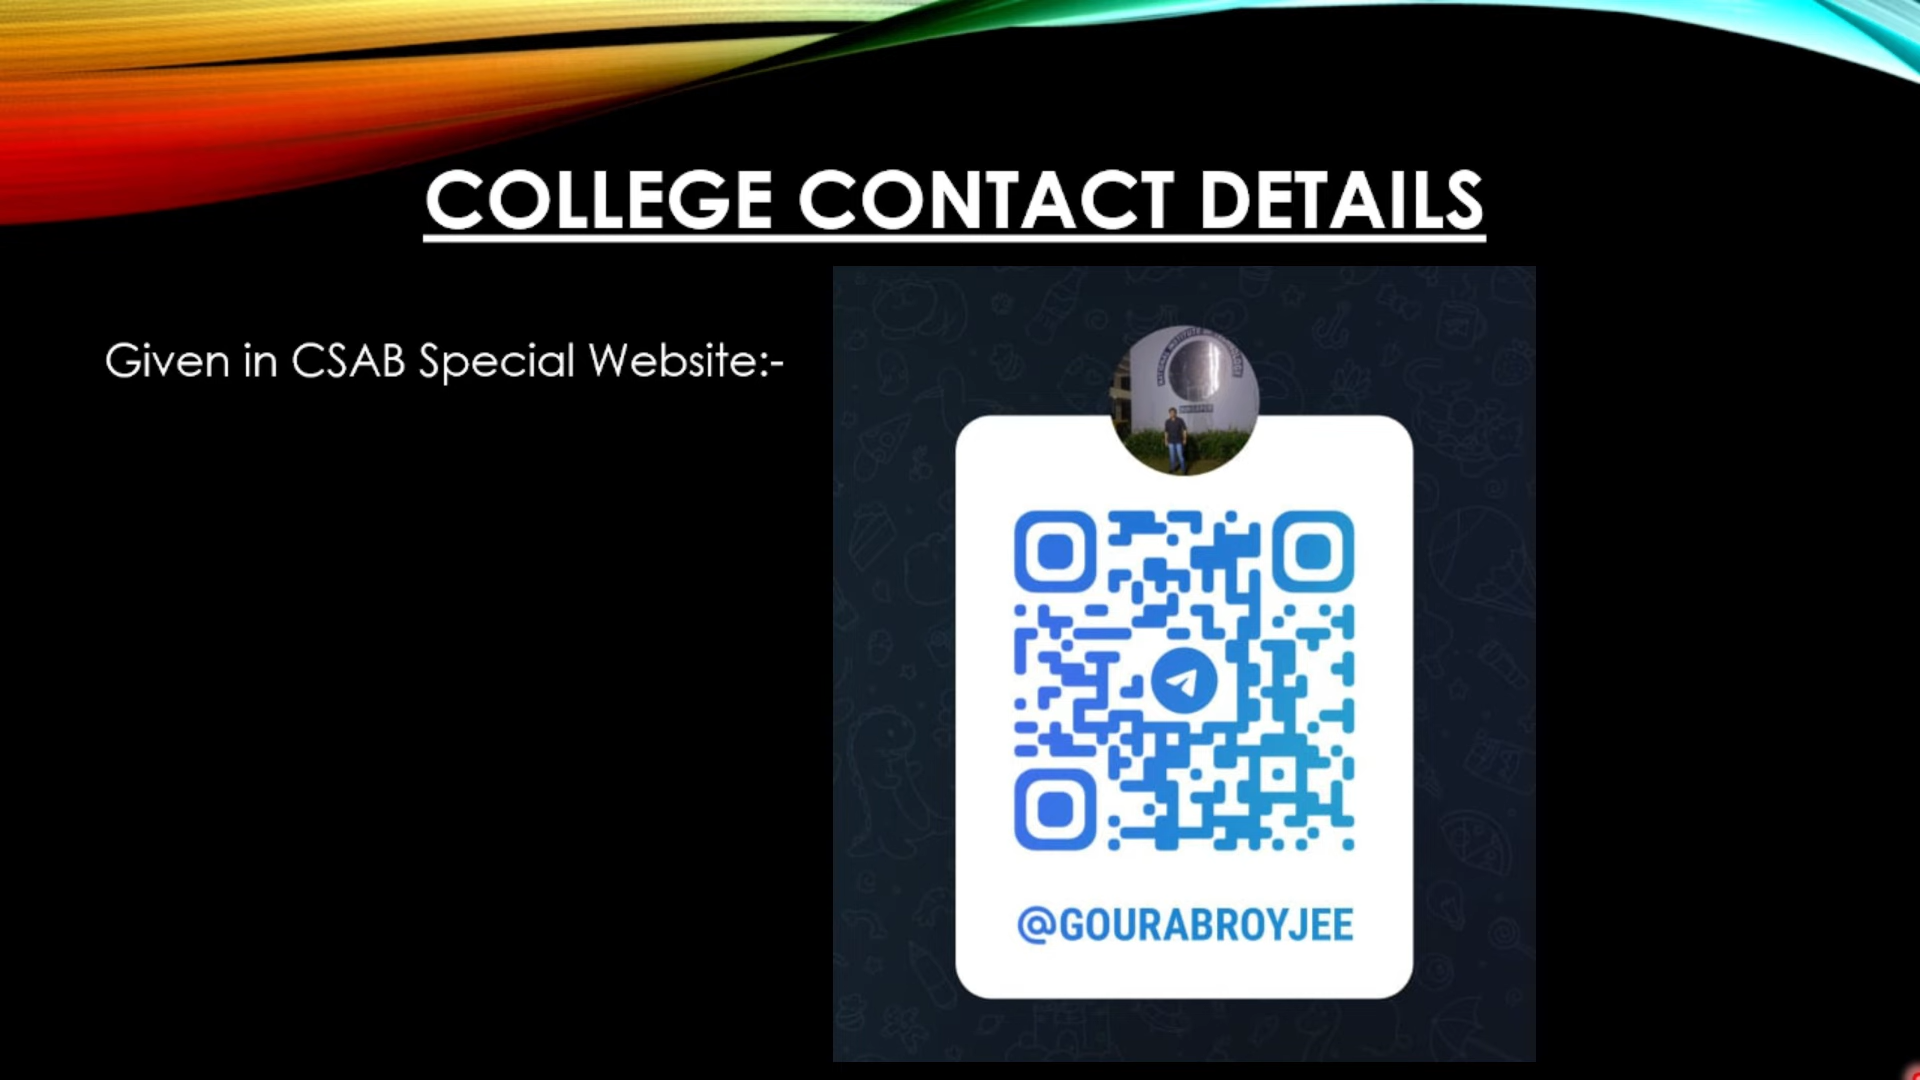 COLLEGE CONTACT DETAILS
Given in CSAB Special Website:-
@GOURABROYJEE